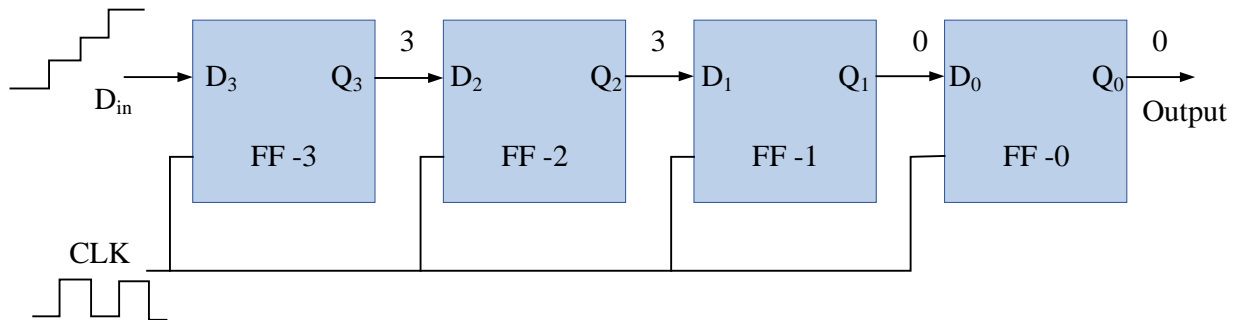 3 3 0 0
D₃ Q₃ D₂ Q₂ D₁ Q₁ D₀ Q₀
Dᵢₙ Output
FF -3 FF -2 FF -1 FF -0
CLK